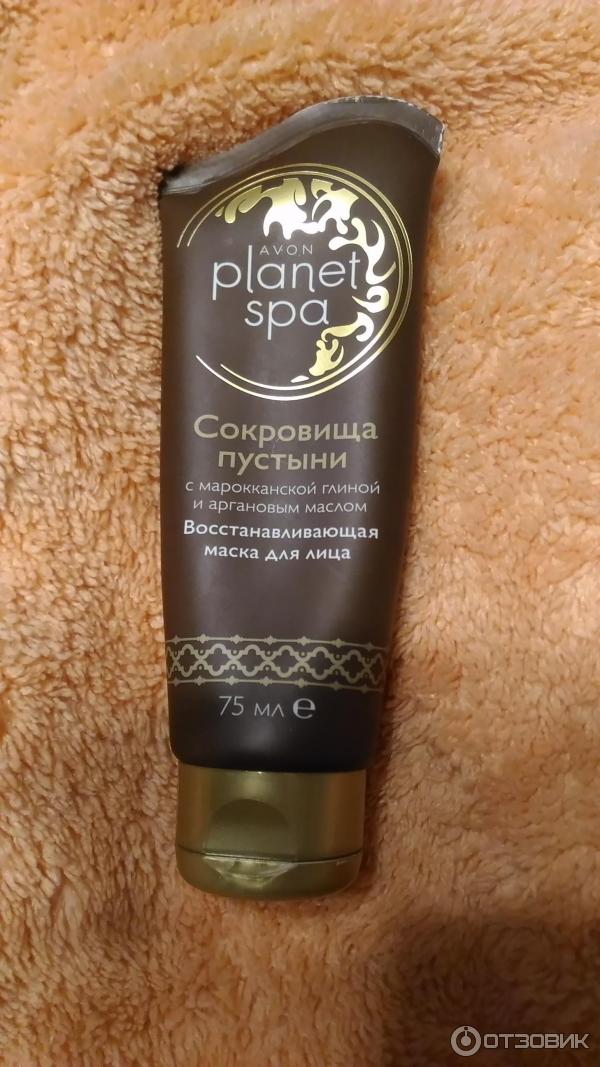 AVON
planet
spa
Сокровища
пустыни
с марокканской глиной
и аргановым маслом
Восстанавливающая
маска для лица
75 мл e
ОТЗОВИК